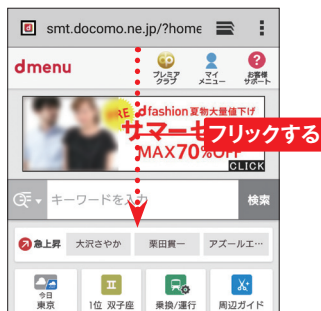 smt.docomo.ne.jp/?home
dmenu
プレミア
クラブ
マイ
メニュー
お客様
サポート
d fashion 夏物大量値下げ
サマーセ
MAX70%OFF
CLICK
フリックする
キーワードを入力
検索
急上昇
大沢さやか
栗田貫一
アズールエ…
今日
東京
1位 双子座
乗換/運行
周辺ガイド